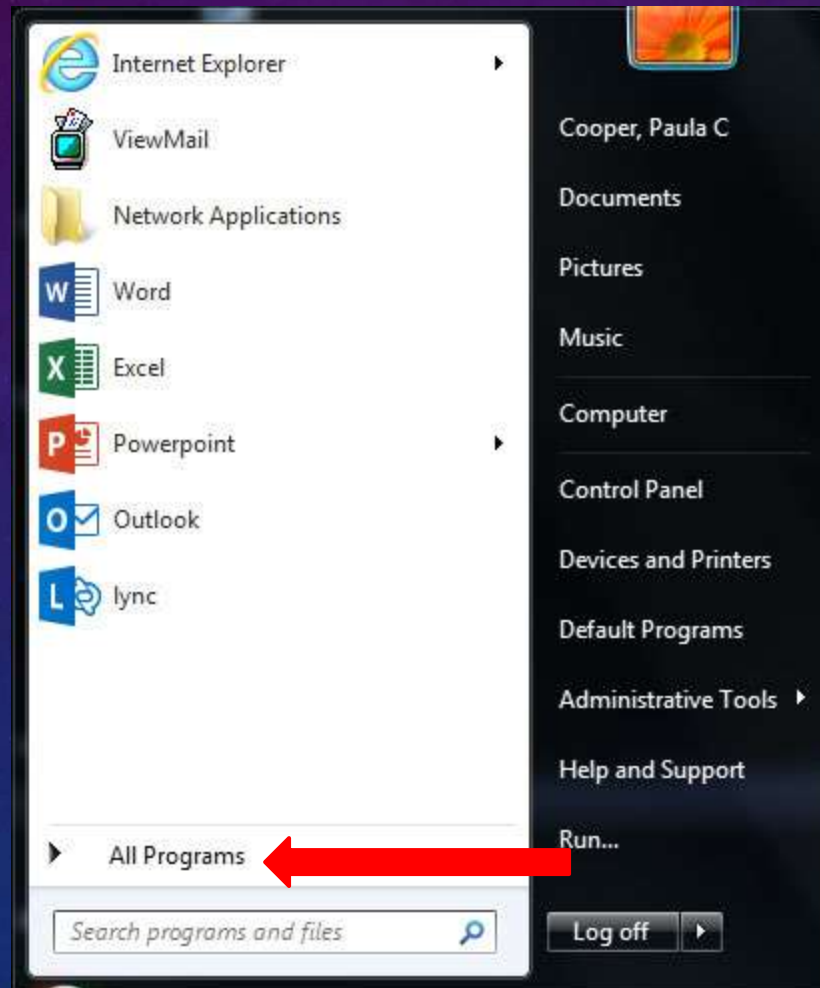 Internet Explorer
ViewMail
Network Applications
W Word
X Excel
P Powerpoint
O Outlook
L lync
All Programs
Search programs and files
Cooper, Paula C
Documents
Pictures
Music
Computer
Control Panel
Devices and Printers
Default Programs
Administrative Tools
Help and Support
Run...
Log off